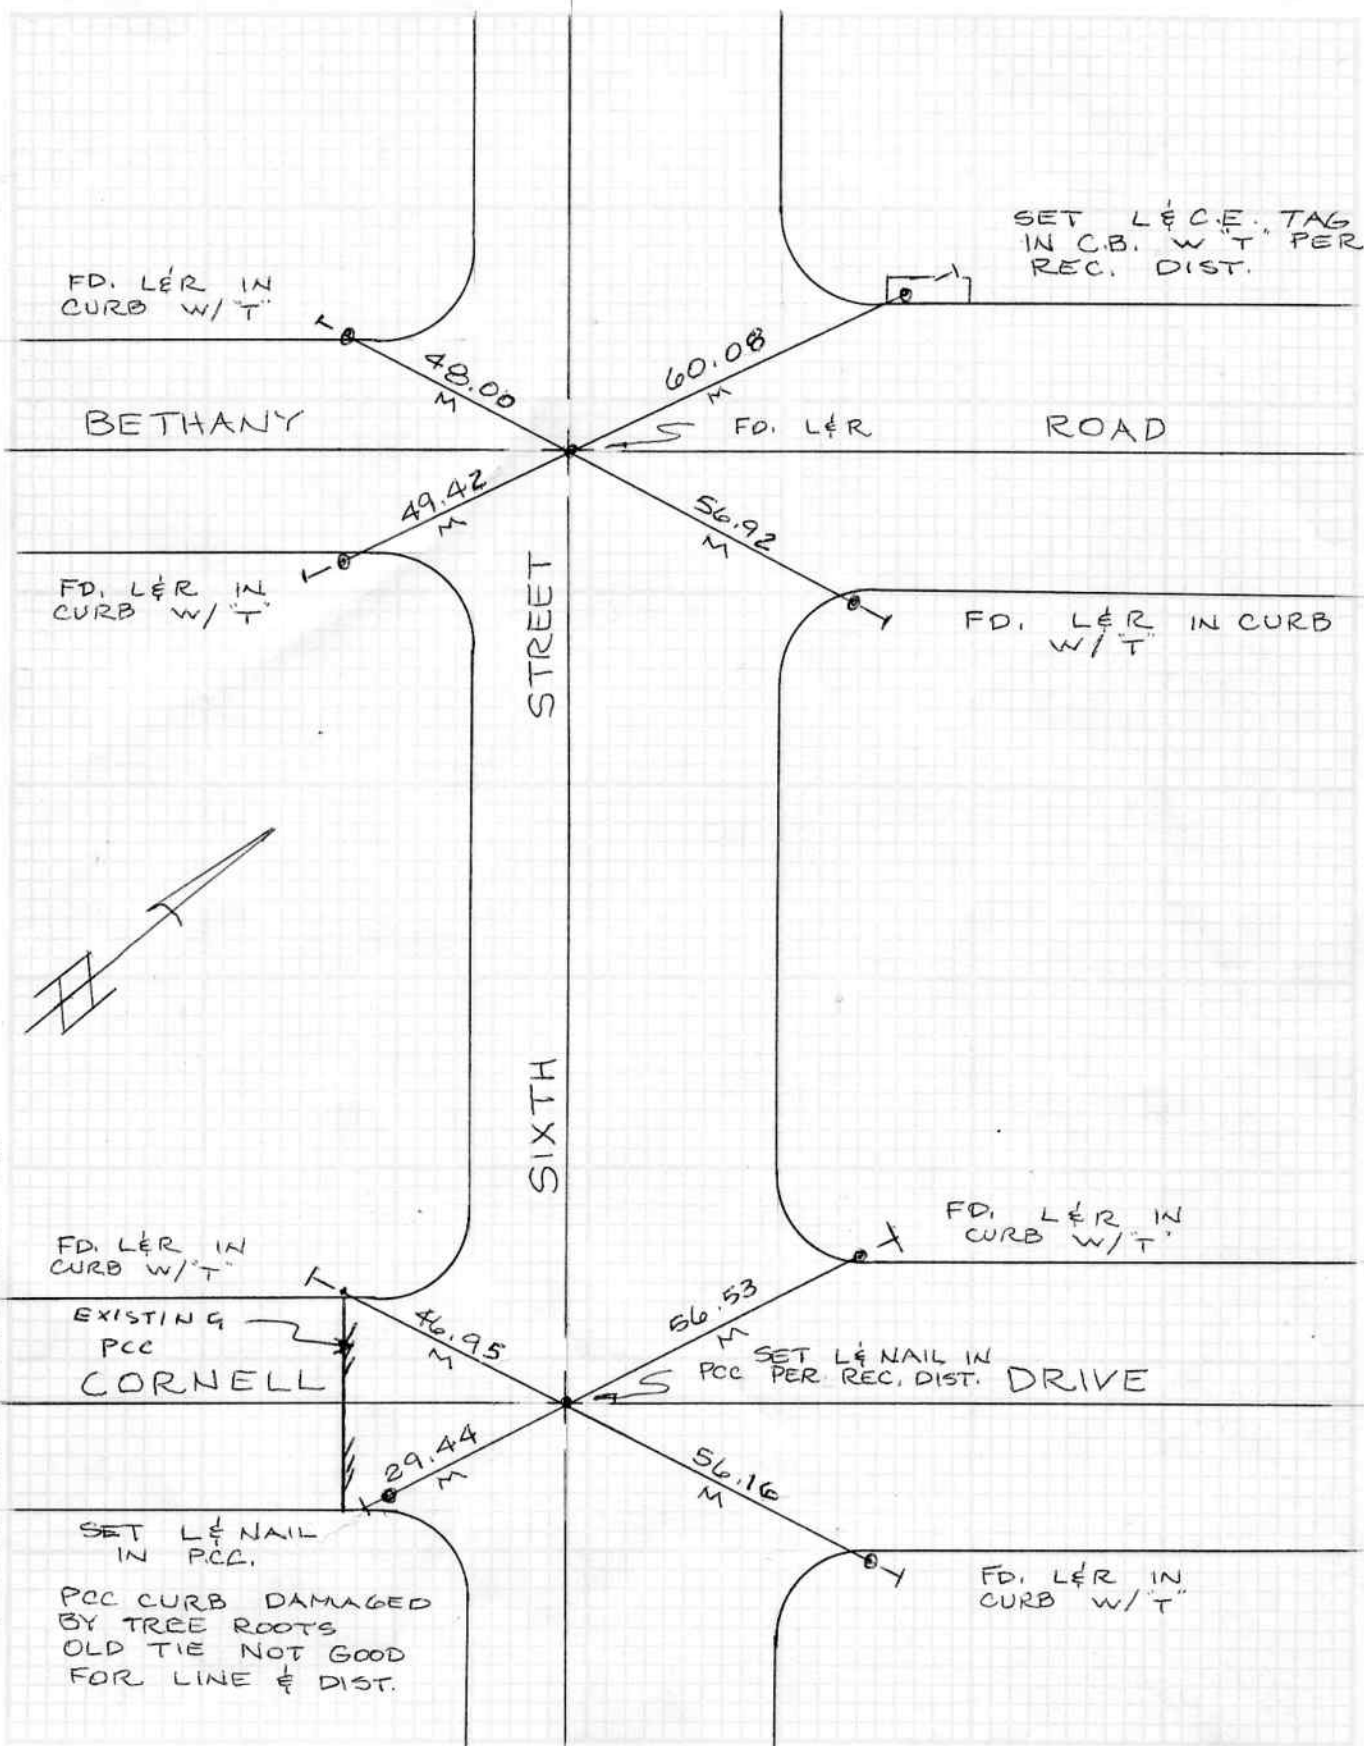 SET L & C.E. TAG
IN C.B. W "T" PER
REC. DIST.
FD. L&R IN
CURB W/ "T"
48.00
M
60.08
M
BETHANY
FD. L&R
ROAD
49.42
M
56.92
M
FD. L&R IN
CURB W/ "T"
FD. L&R IN CURB
W/ "T"
STREET
SIXTH
N
FD. L&R IN
CURB W/ "T"
FD. L&R IN
CURB W/ "T"
EXISTING
PCC
46.95
M
56.53
M
CORNELL
SET L& NAIL IN
PCC PER REC. DIST.
DRIVE
29.44
M
56.16
M
SET L& NAIL
IN P.C.C.
FD. L&R IN
CURB W/ "T"
PCC CURB DAMAGED
BY TREE ROOTS
OLD TIE NOT GOOD
FOR LINE & DIST.